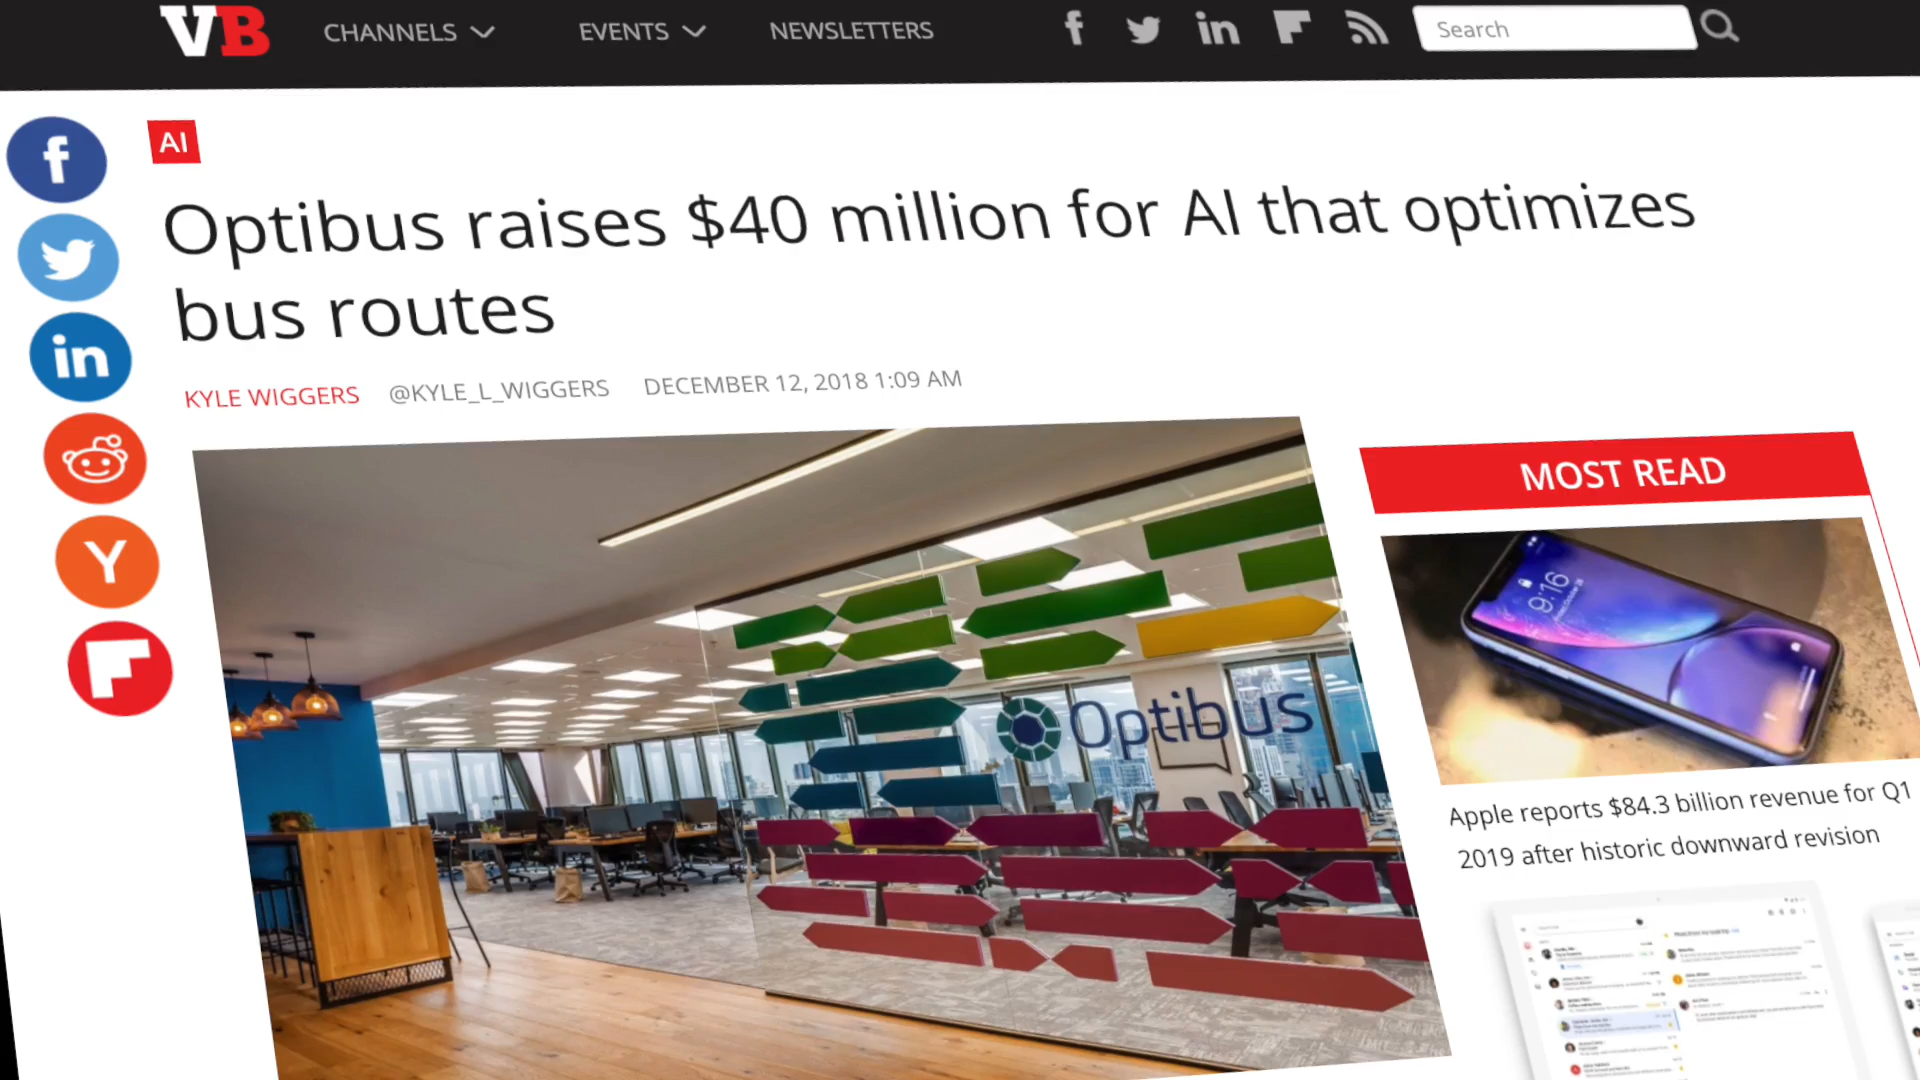 VB
CHANNELS
EVENTS
NEWSLETTERS
Search
AI
Optibus raises $40 million for AI that optimizes
bus routes
KYLE WIGGERS @KYLE_L_WIGGERS DECEMBER 12, 2018 1:09 AM
MOST READ
9:16
Optibus
Apple reports $84.3 billion revenue for Q1
2019 after historic downward revision